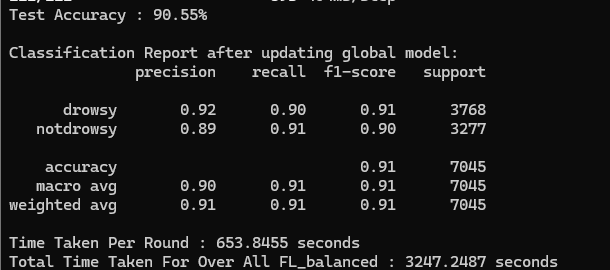 Test Accuracy : 90.55%
Classification Report after updating global model:
precision recall f1-score support
drowsy 0.92 0.90 0.91 3768
notdrowsy 0.89 0.91 0.90 3277
accuracy 0.91 7045
macro avg 0.90 0.91 0.91 7045
weighted avg 0.91 0.91 0.91 7045
Time Taken Per Round : 653.8455 seconds
Total Time Taken For Over All FL_balanced : 3247.2487 seconds